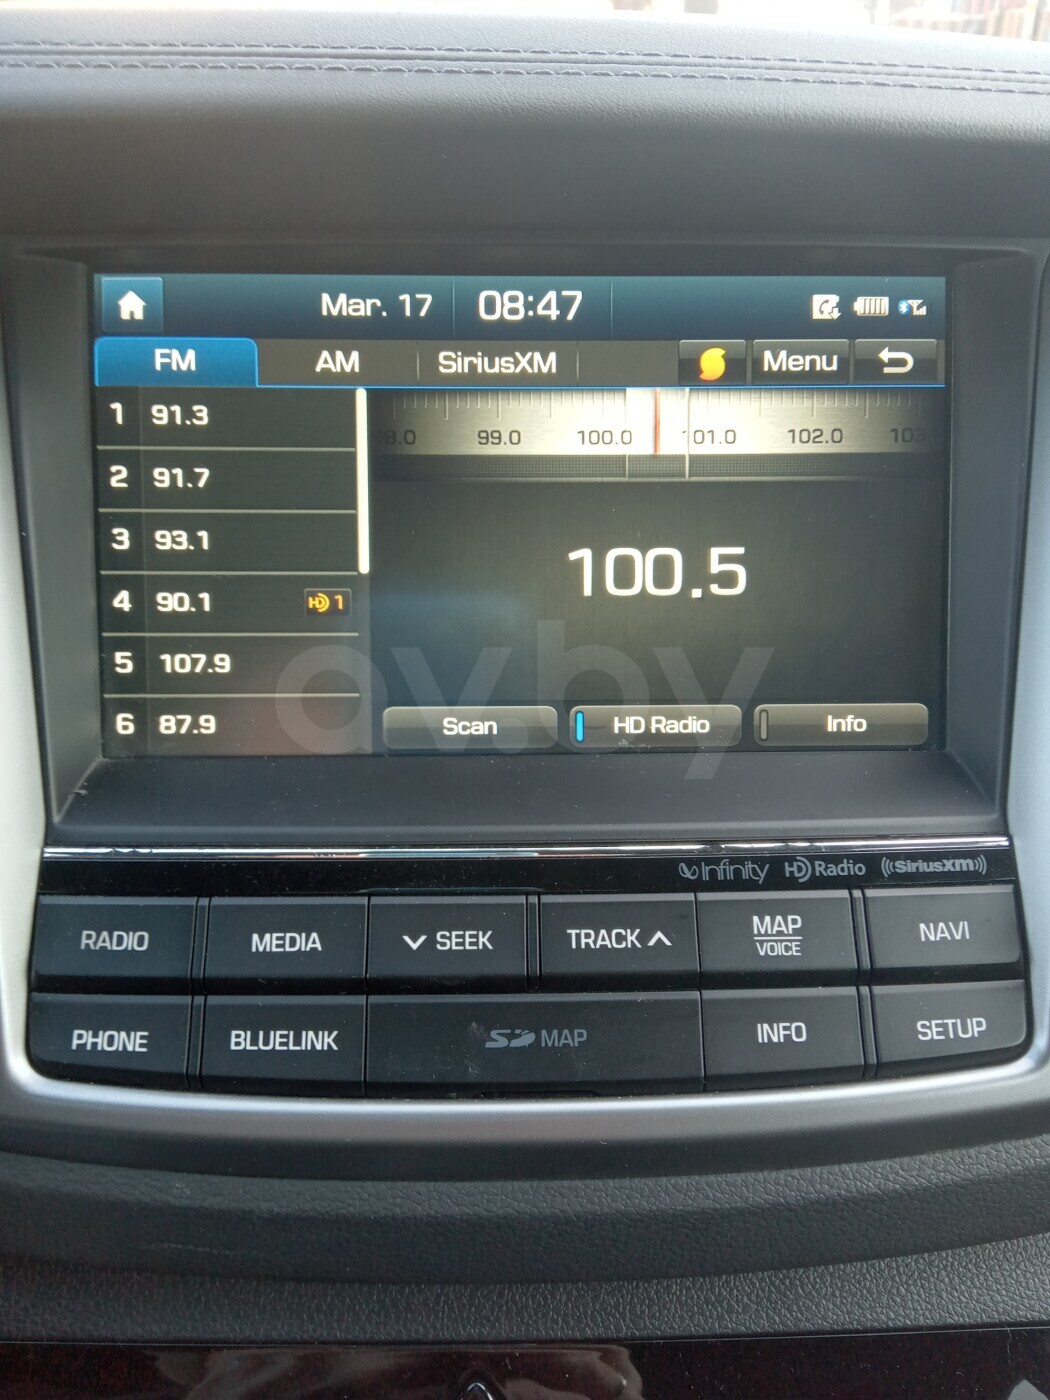 Mar. 17 08:47
FM AM SiriusXM Menu
1 91.3
2 91.7
3 93.1
4 90.1 HD 1
5 107.9
6 87.9
99.0 100.0 102.0
100.5
Scan HD Radio Info
av.by
Infinity HD Radio ((SiriusXM))
RADIO MEDIA SEEK TRACK MAP VOICE NAVI
PHONE BLUELINK SD MAP INFO SETUP